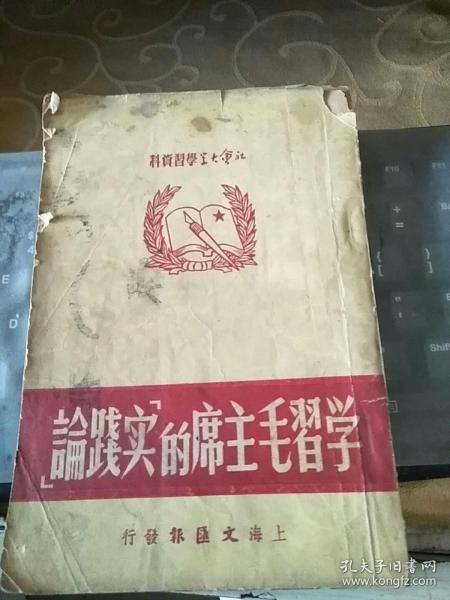 社會大学學習資料
学習毛主席的「实踐論」
上海文匯報發行
孔夫子旧书网
www.kongfz.com